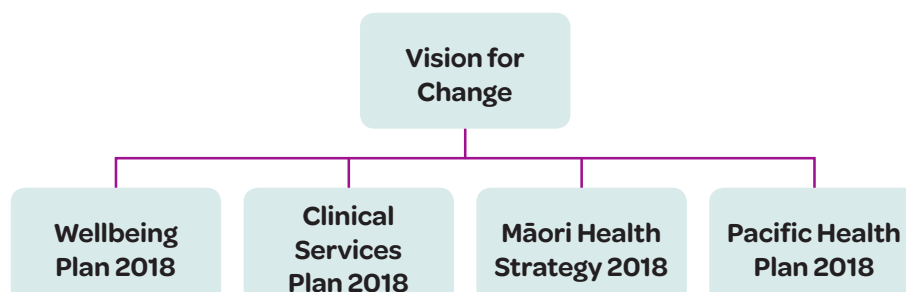 Vision for
Change
Wellbeing
Plan 2018
Clinical
Services
Plan 2018
Māori Health
Strategy 2018
Pacific Health
Plan 2018